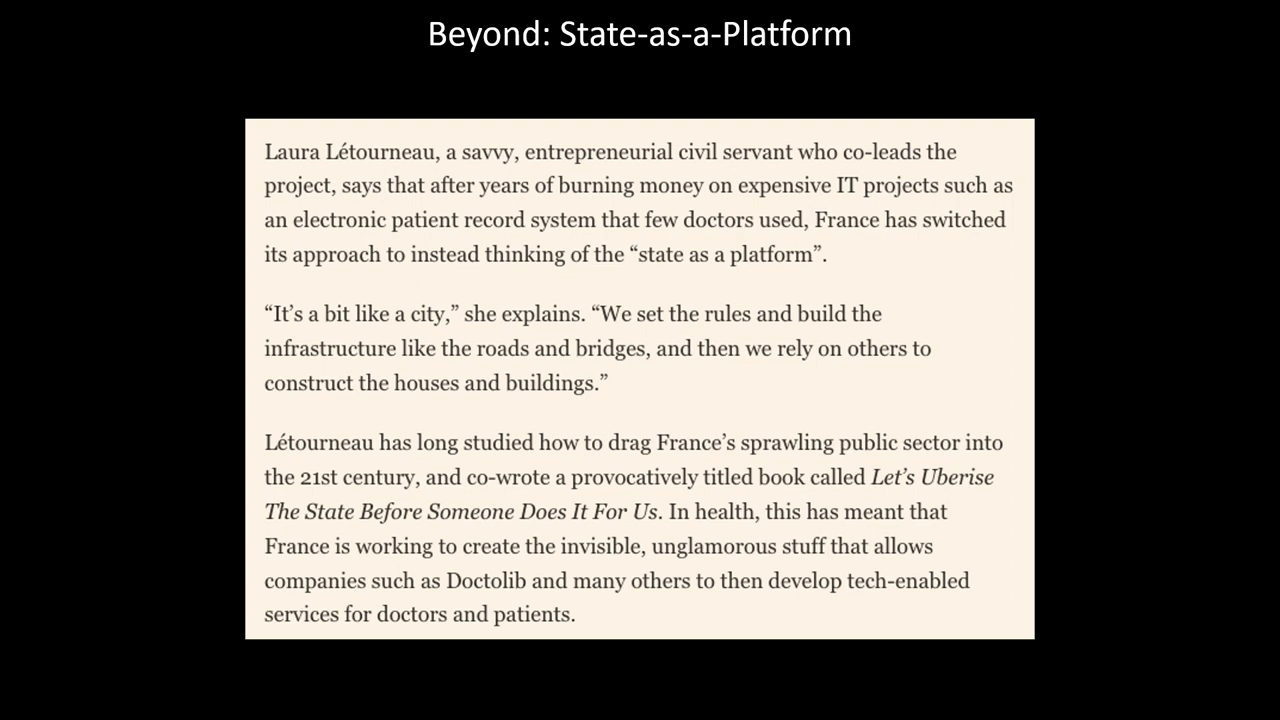 Beyond: State-as-a-Platform
Laura Létourneau, a savvy, entrepreneurial civil servant who co-leads the
project, says that after years of burning money on expensive IT projects such as
an electronic patient record system that few doctors used, France has switched
its approach to instead thinking of the “state as a platform”.
“It’s a bit like a city,” she explains. “We set the rules and build the
infrastructure like the roads and bridges, and then we rely on others to
construct the houses and buildings.”
Létourneau has long studied how to drag France’s sprawling public sector into
the 21st century, and co-wrote a provocatively titled book called Let’s Uberise
The State Before Someone Does It For Us. In health, this has meant that
France is working to create the invisible, unglamorous stuff that allows
companies such as Doctolib and many others to then develop tech-enabled
services for doctors and patients.